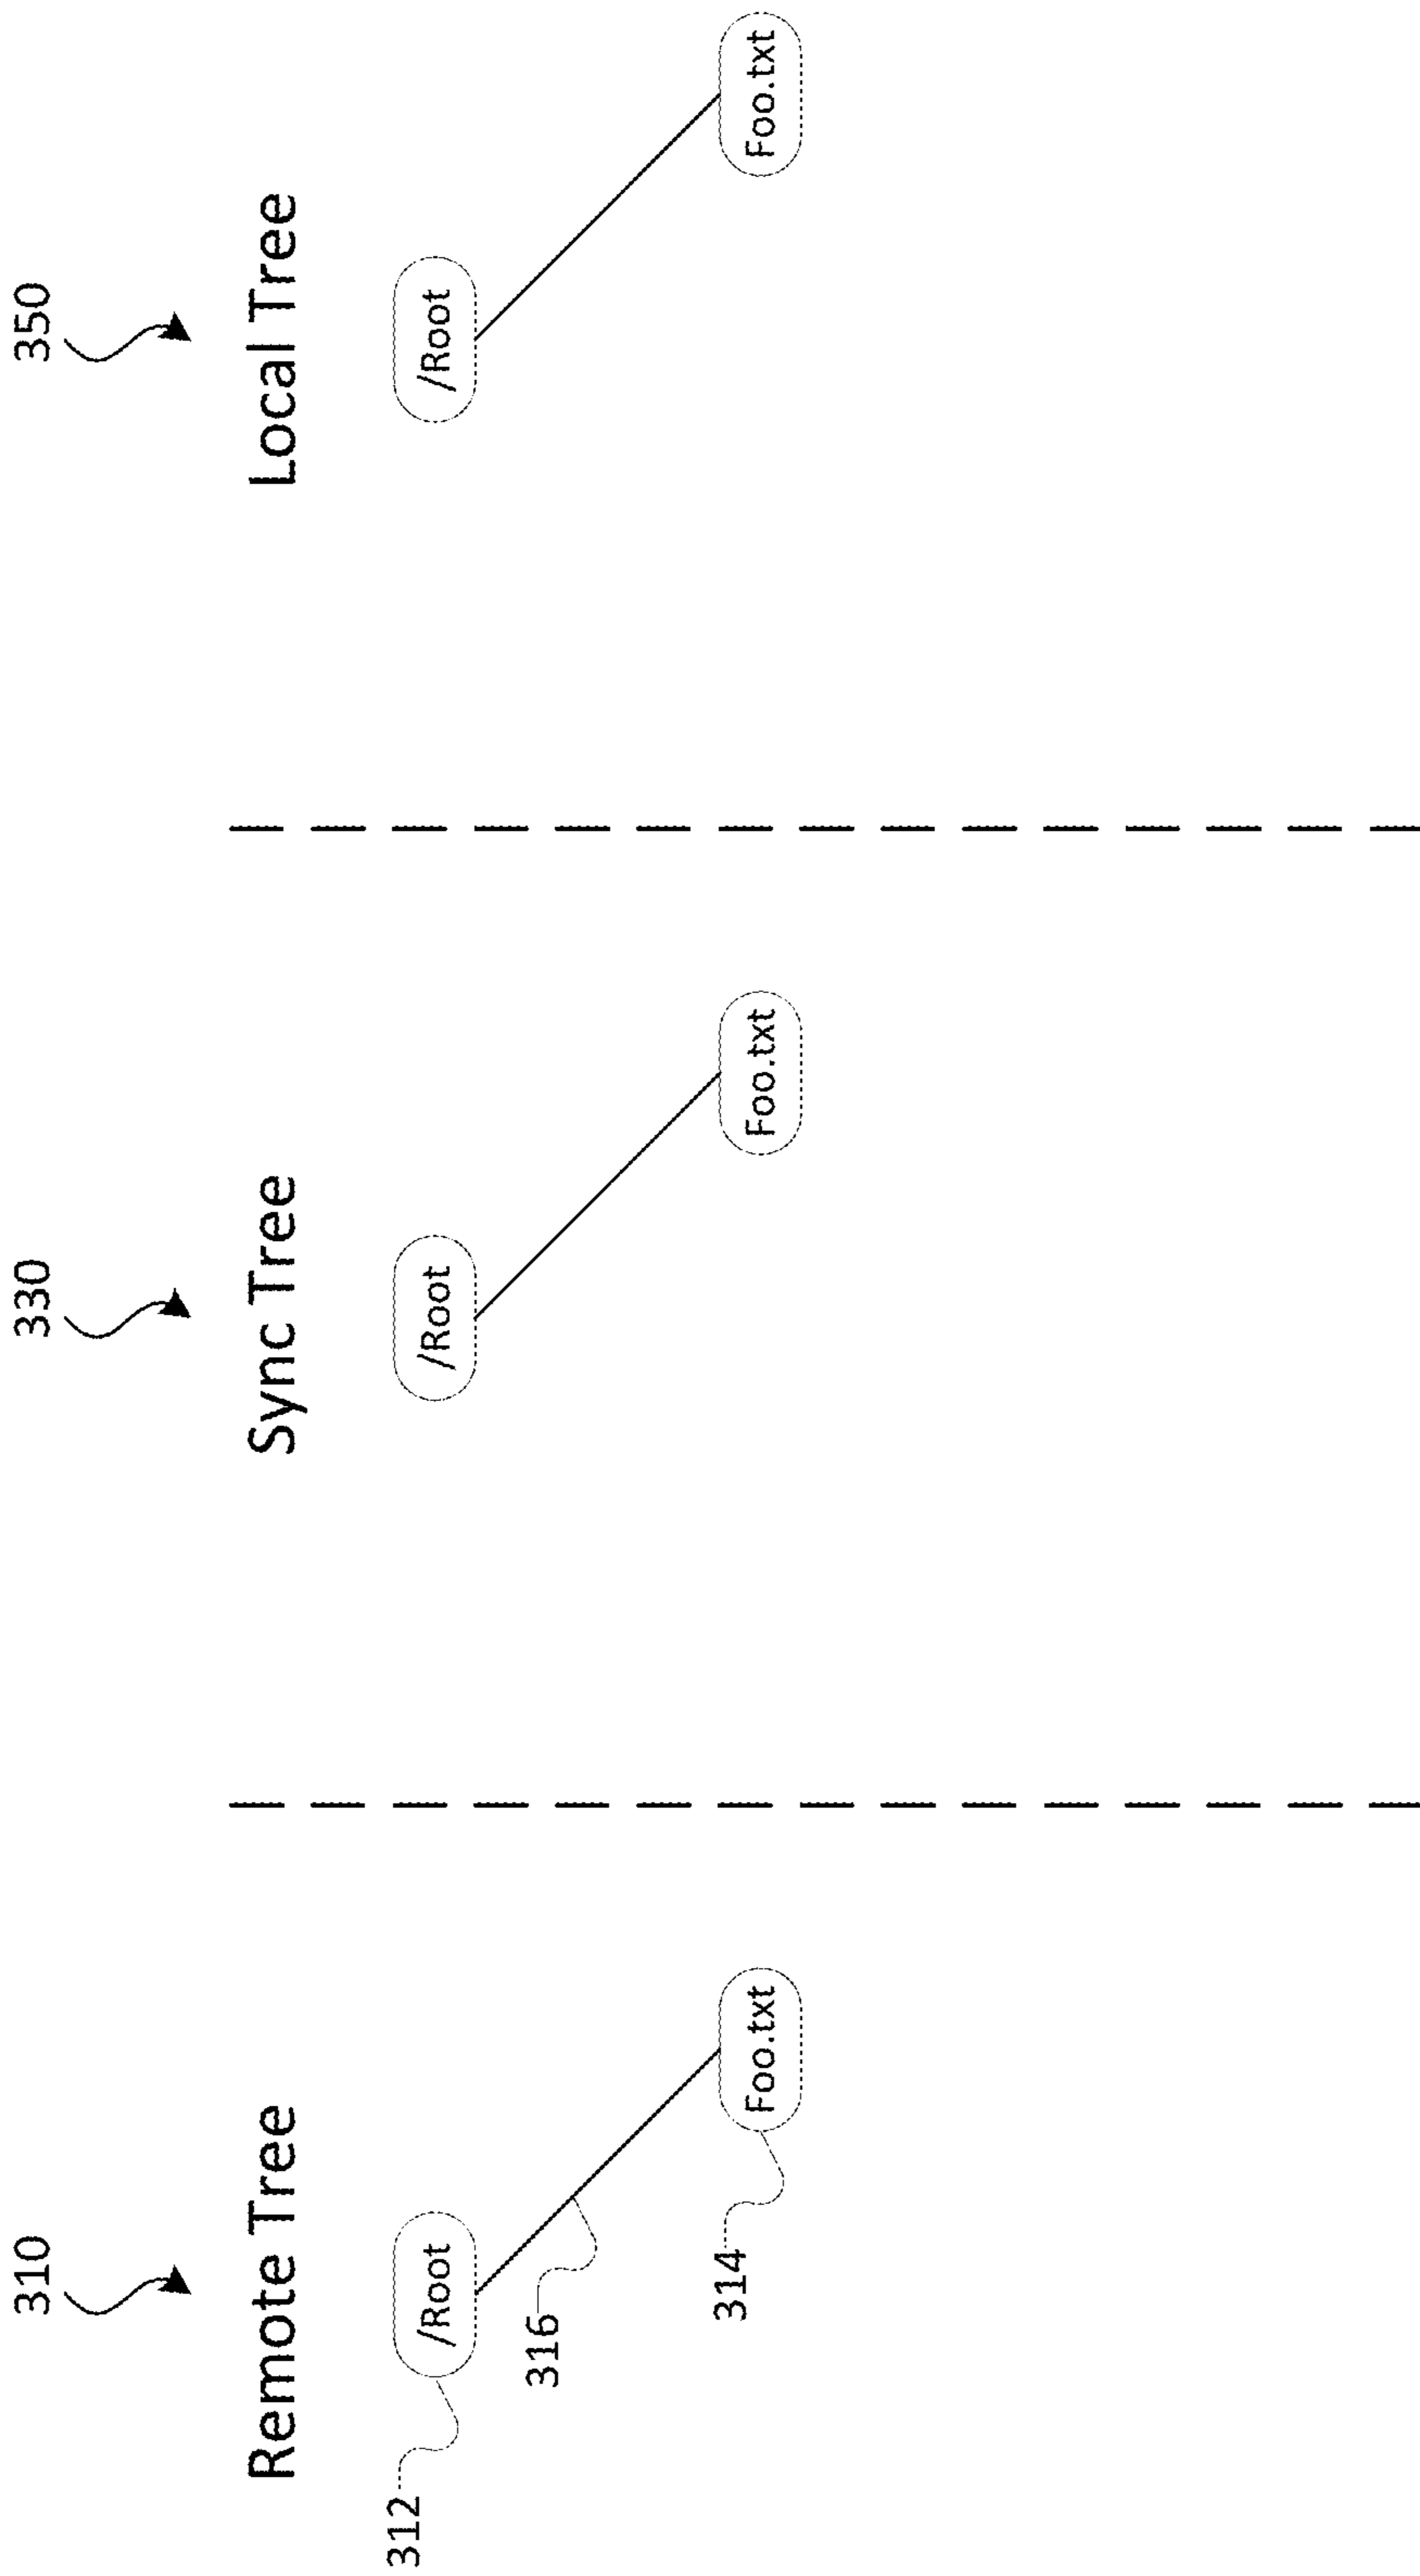 310
330
350
Remote Tree
Sync Tree
Local Tree
312
/Root
/Root
/Root
316
314
Foo.txt
Foo.txt
Foo.txt